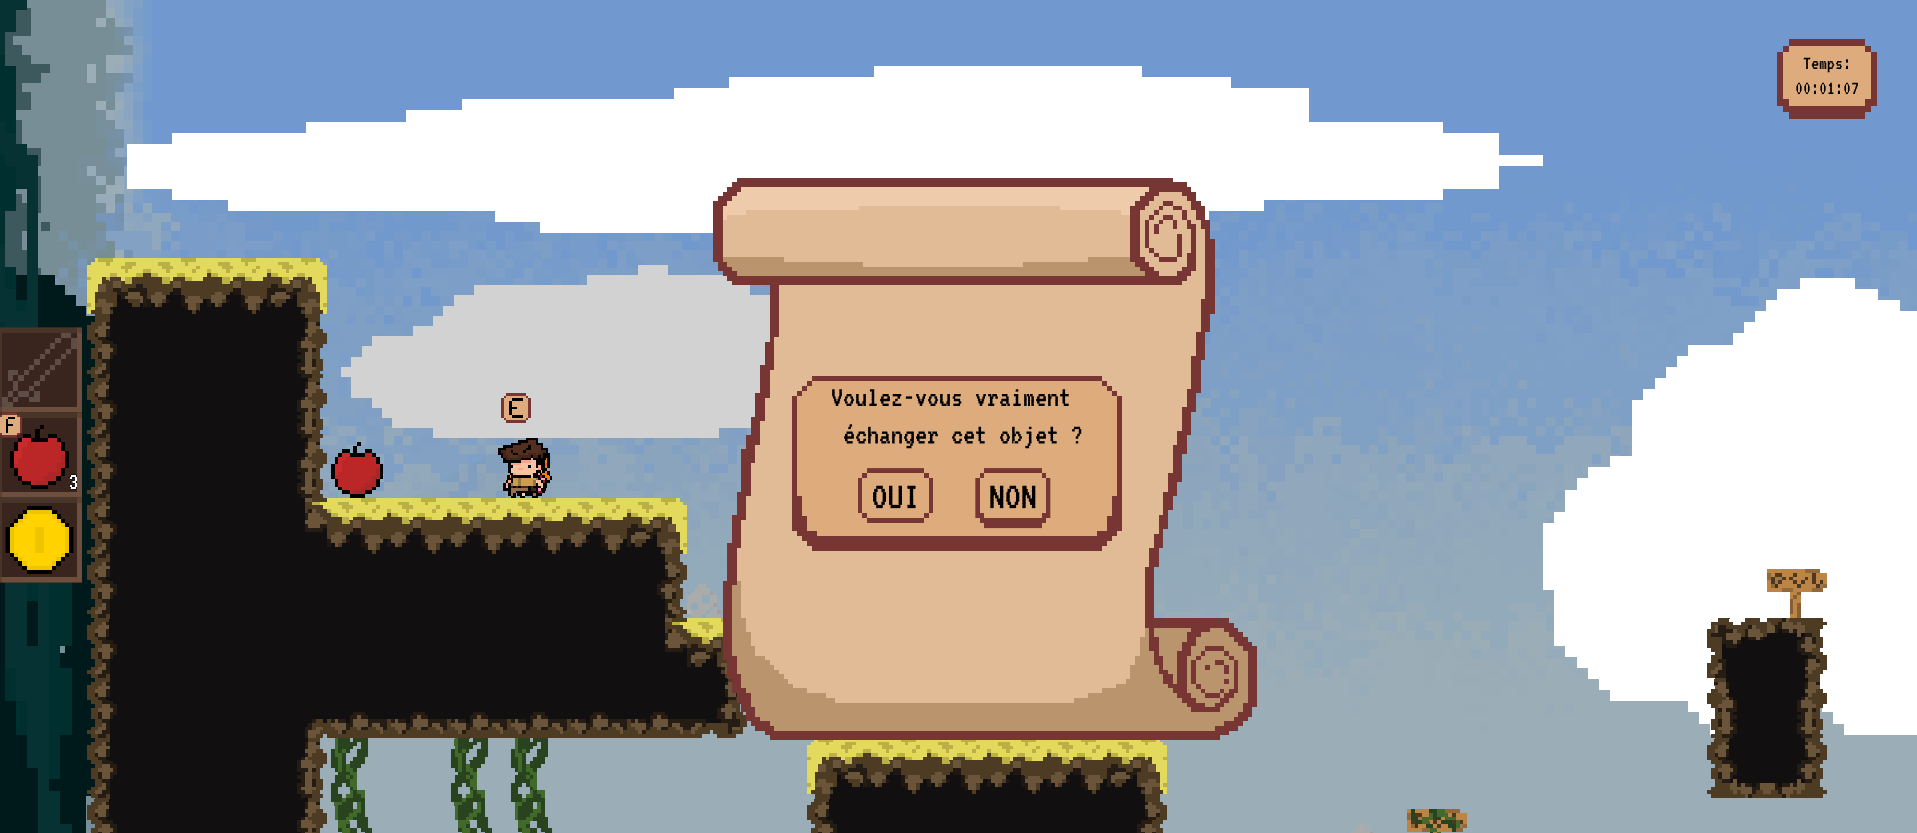 Temps:
00:01:07
Voulez-vous vraiment
échanger cet objet ?
OUI NON
E
F
3